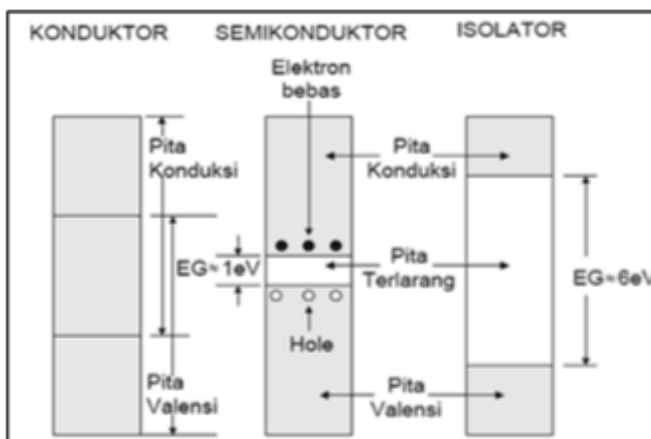 KONDUKTOR
SEMIKONDUKTOR
ISOLATOR
Elektron
bebas
Pita
Konduksi
Pita
Konduksi
EG≈1eV
Pita
Terlarang
EG≈6eV
Hole
Pita
Valensi
Pita
Valensi